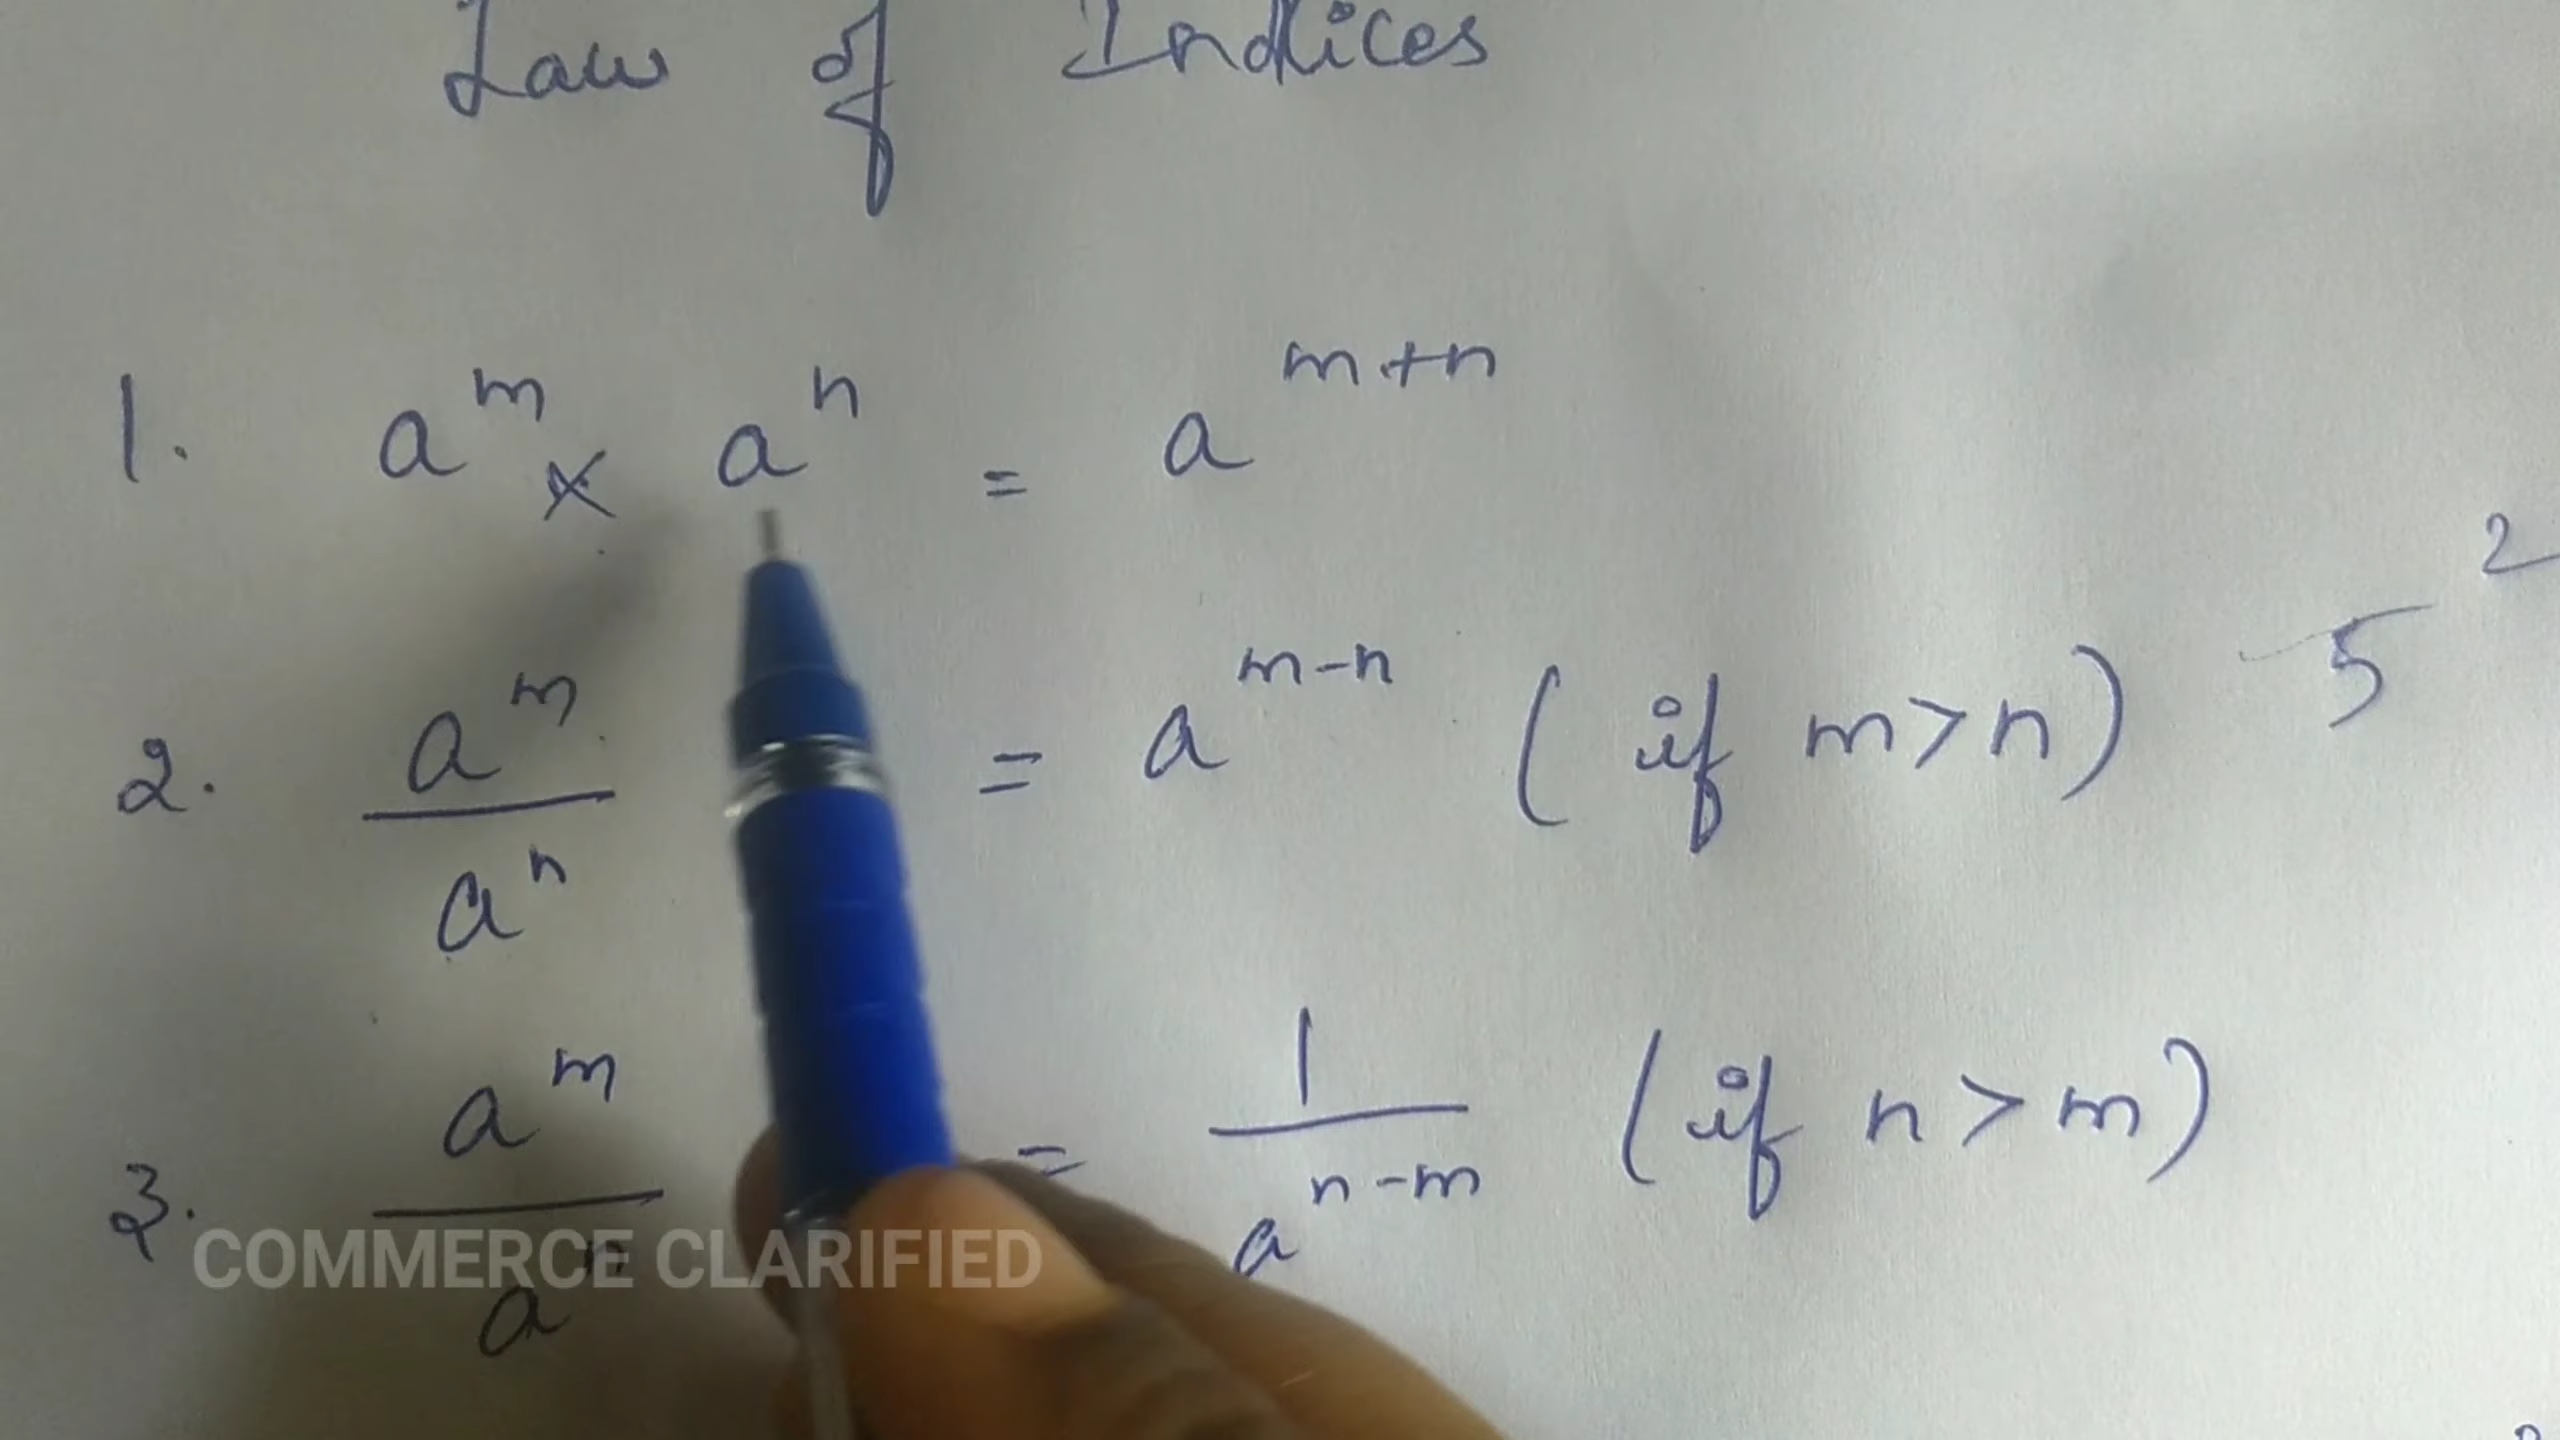 Law of Indices
1. a^m × a^n = a^(m+n)
5^2
2. a^m / a^n = a^(m-n) (if m>n)
3. a^m / a^n = 1 / a^(n-m) (if n>m)
COMMERCE CLARIFIED